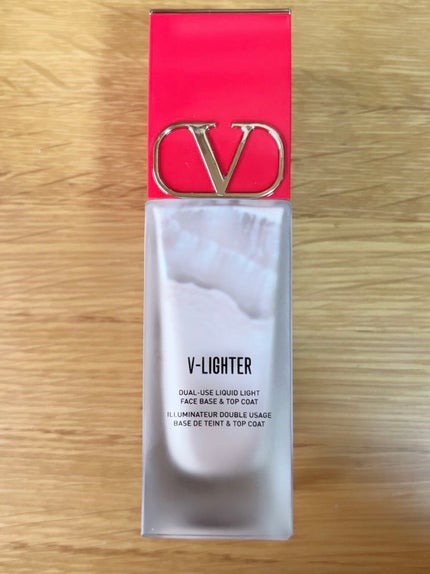 V
V-LIGHTER
DUAL-USE LIQUID LIGHT
FACE BASE & TOP COAT
ILLUMINATEUR DOUBLE USAGE
BASE DE TEINT & TOP COAT